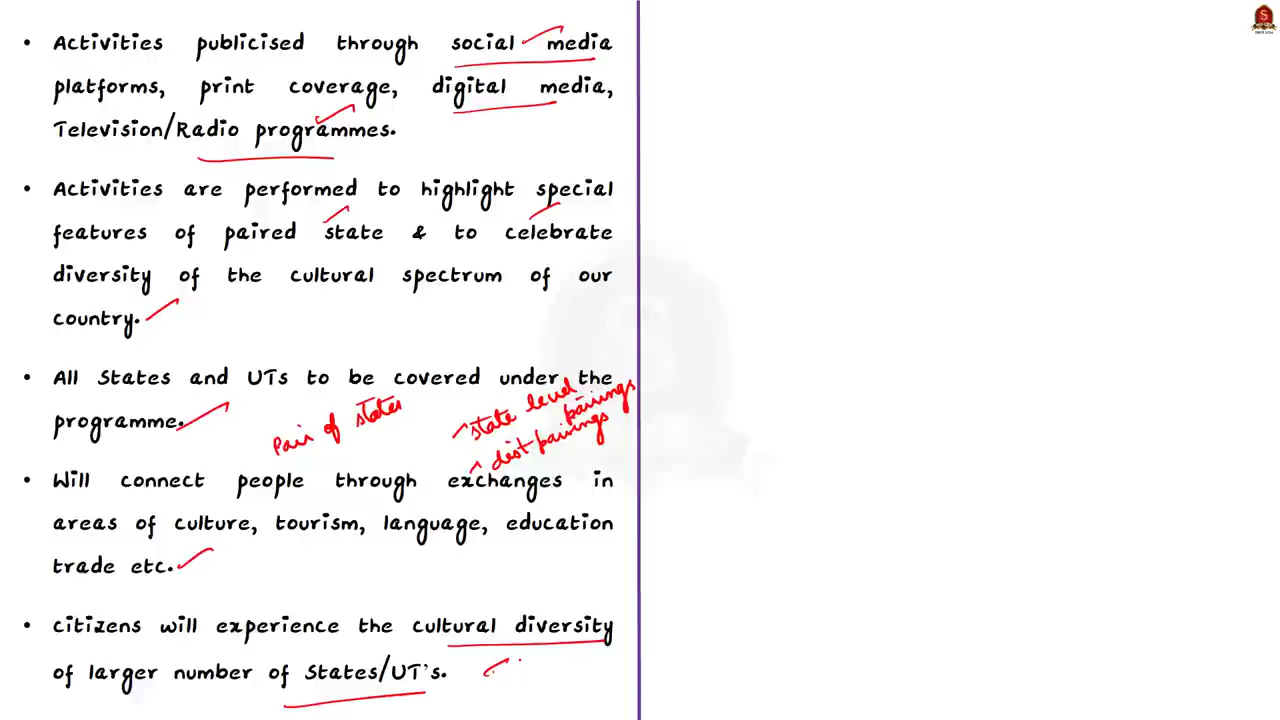 • Activities publicised through social media
platforms, print coverage, digital media,
Television/Radio programmes.
• Activities are performed to highlight special
features of paired state & to celebrate
diversity of the cultural spectrum of our
country.
• All States and UTs to be covered under the
programme.
Pair of states
state level pairings
dist pairings
• Will connect people through exchanges in
areas of culture, tourism, language, education
trade etc.
• Citizens will experience the cultural diversity
of larger number of States/UT's.
S